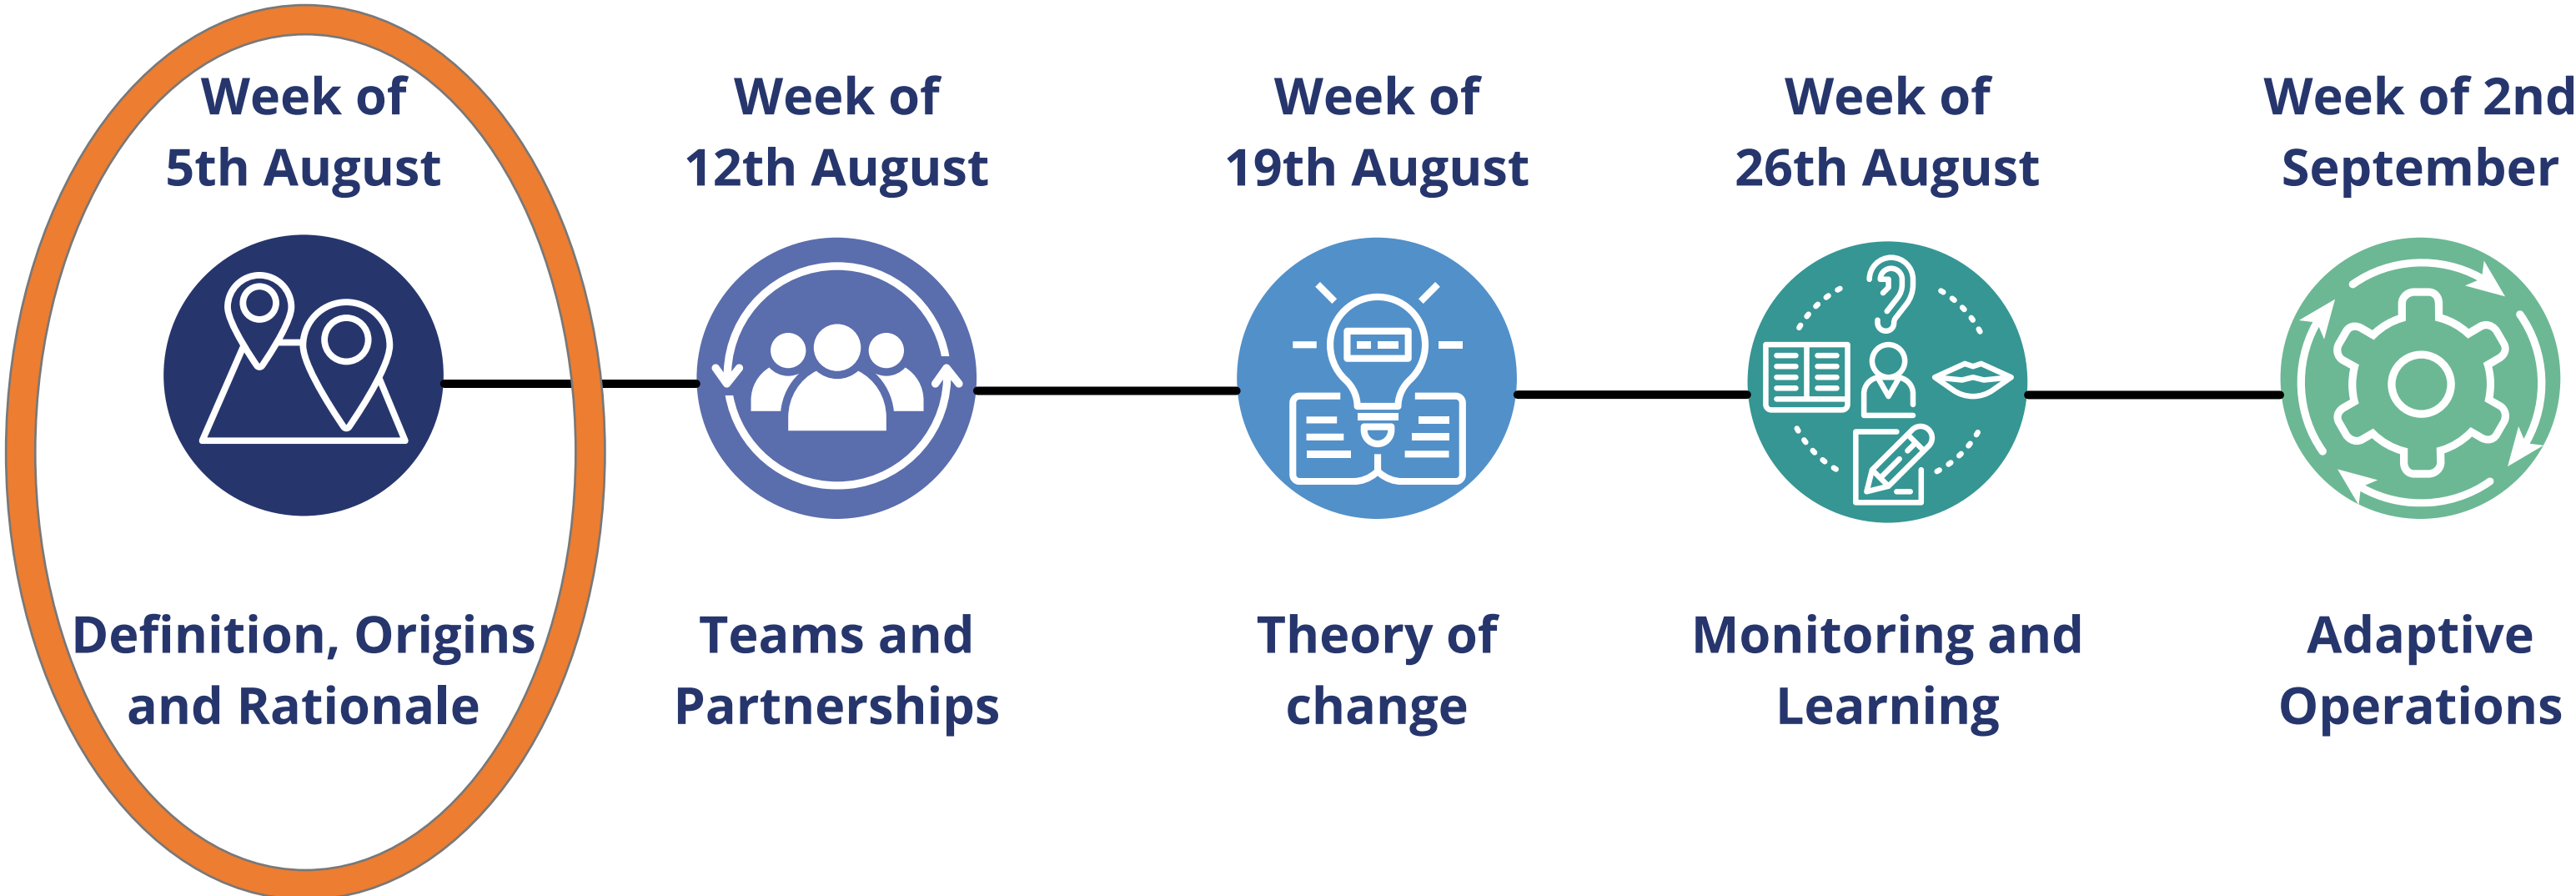 Week of
5th August
Week of
12th August
Week of
19th August
Week of
26th August
Week of 2nd
September
Definition, Origins
and Rationale
Teams and
Partnerships
Theory of
change
Monitoring and
Learning
Adaptive
Operations